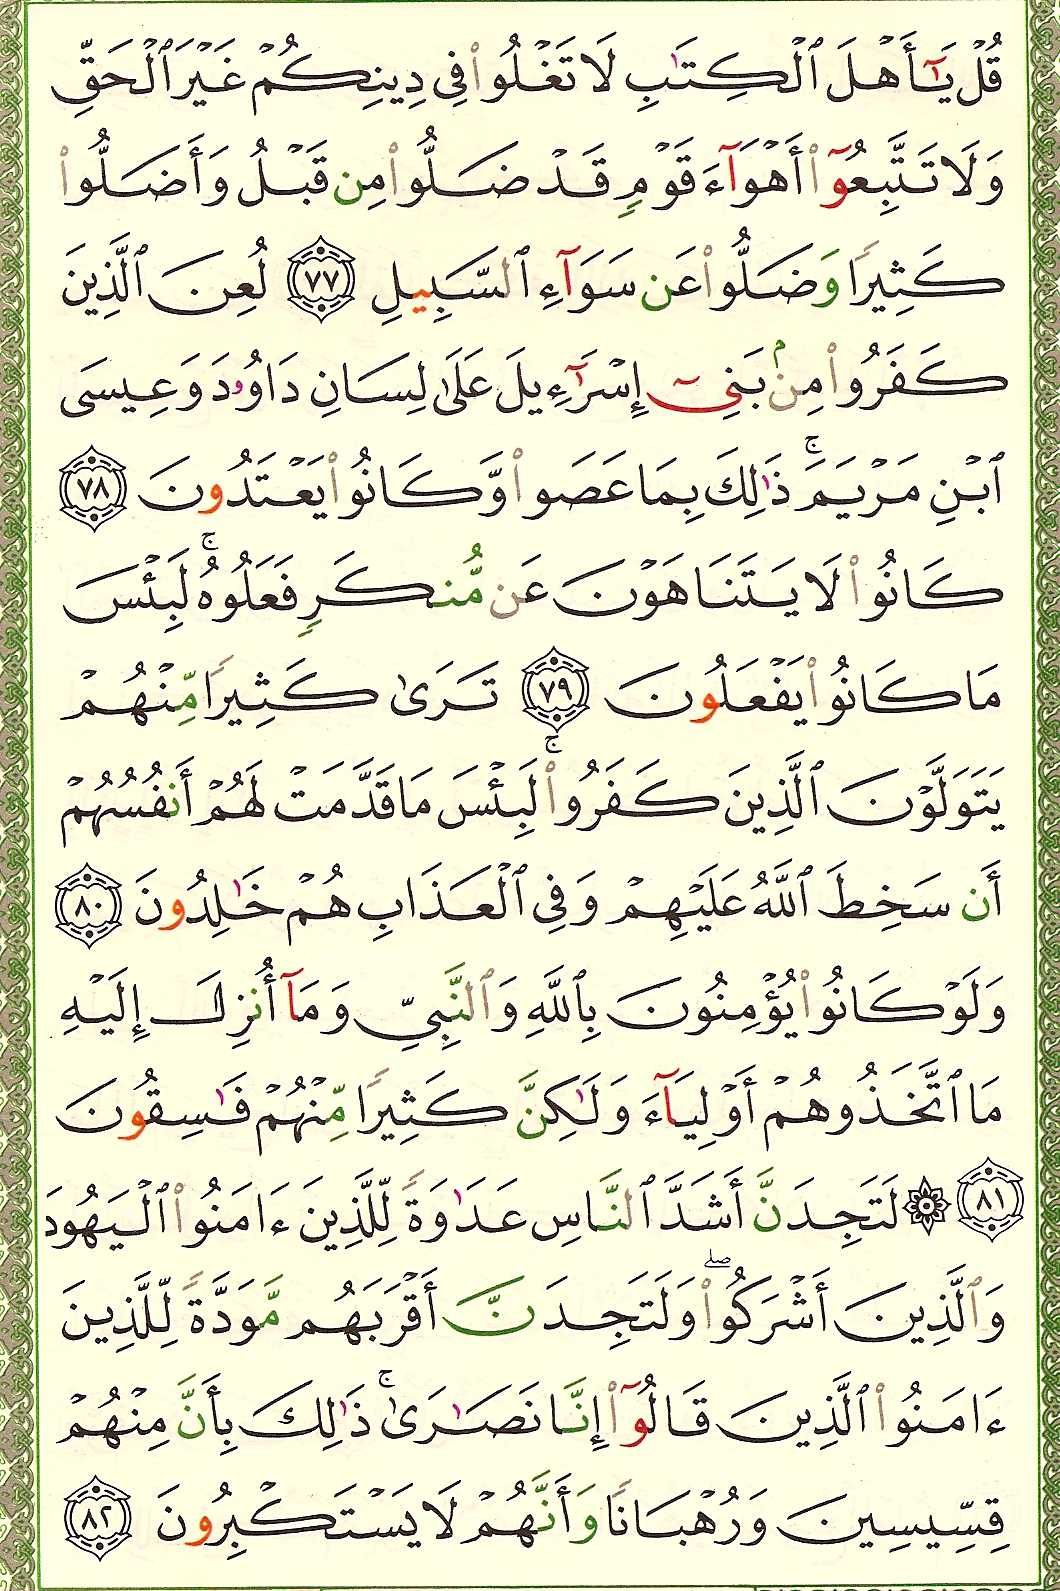 قُلْ يَٰٓأَهْلَ ٱلْكِتَٰبِ لَا تَغْلُوا۟ فِى دِينِكُمْ غَيْرَ ٱلْحَقِّ
وَلَا تَتَّبِعُوٓا۟ أَهْوَآءَ قَوْمٍ قَدْ ضَلُّوا۟ مِن قَبْلُ وَأَضَلُّوا۟
كَثِيرًا وَضَلُّوا۟ عَن سَوَآءِ ٱلسَّبِيلِ ٧٧ لُعِنَ ٱلَّذِينَ
كَفَرُوا۟ مِنۢ بَنِىٓ إِسْرَٰٓءِيلَ عَلَىٰ لِسَانِ دَاوُۥدَ وَعِيسَى
ٱبْنِ مَرْيَمَ ۚ ذَٰلِكَ بِمَا عَصَوا۟ وَّكَانُوا۟ يَعْتَدُونَ ٧٨
كَانُوا۟ لَا يَتَنَاهَوْنَ عَن مُّنكَرٍ فَعَلُوهُ ۚ لَبِئْسَ
مَا كَانُوا۟ يَفْعَلُونَ ٧٩ تَرَىٰ كَثِيرًا مِّنْهُمْ
يَتَوَلَّوْنَ ٱلَّذِينَ كَفَرُوا۟ ۚ لَبِئْسَ مَا قَدَّمَتْ لَهُمْ أَنفُسُهُمْ
أَن سَخِطَ ٱللَّهُ عَلَيْهِمْ وَفِى ٱلْعَذَابِ هُمْ خَٰلِدُونَ ٨٠
وَلَوْ كَانُوا۟ يُؤْمِنُونَ بِٱللَّهِ وَٱلنَّبِىِّ وَمَآ أُنزِلَ إِلَيْهِ
مَا ٱتَّخَذُوهُمْ أَوْلِيَآءَ وَلَٰكِنَّ كَثِيرًا مِّنْهُمْ فَٰسِقُونَ
٨١ ۞ لَتَجِدَنَّ أَشَدَّ ٱلنَّاسِ عَدَٰوَةً لِّلَّذِينَ ءَامَنُوا۟ ٱلْيَهُودَ
وَٱلَّذِينَ أَشْرَكُوا۟ ۖ وَلَتَجِدَنَّ أَقْرَبَهُم مَّوَدَّةً لِّلَّذِينَ
ءَامَنُوا۟ ٱلَّذِينَ قَالُوٓا۟ إِنَّا نَصَٰرَىٰ ۚ ذَٰلِكَ بِأَنَّ مِنْهُمْ
قِسِّيسِينَ وَرُهْبَانًا وَأَنَّهُمْ لَا يَسْتَكْبِرُونَ ٨٢